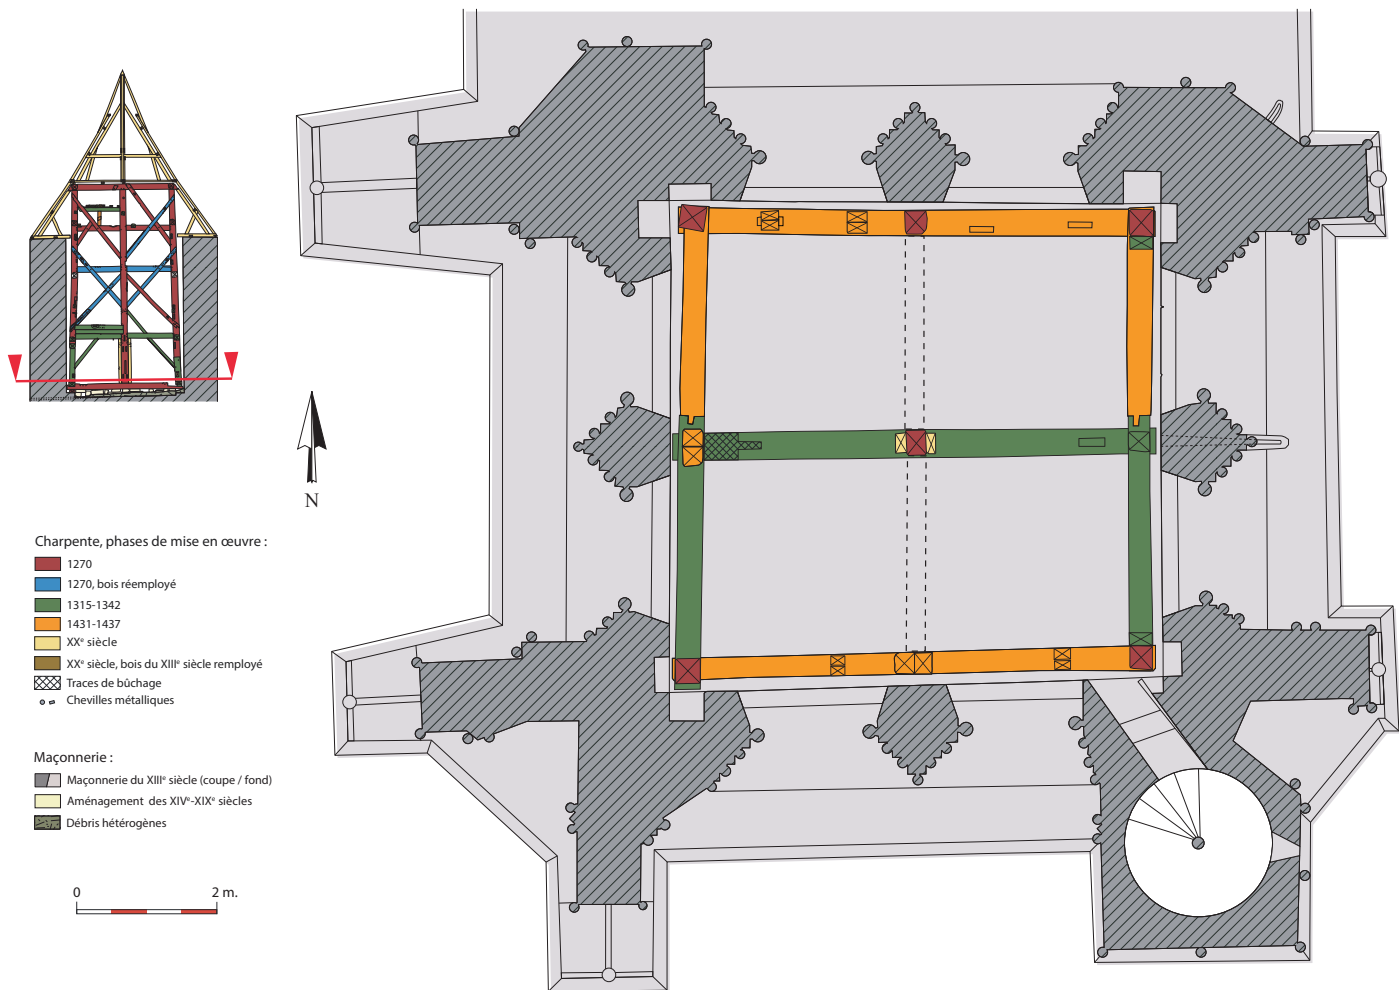 N
Charpente, phases de mise en œuvre :
1270
1270, bois réemployé
1315-1342
1431-1437
XXᵉ siècle
XXᵉ siècle, bois du XIIIᵉ siècle remployé
Traces de bûchage
Chevilles métalliques
Maçonnerie :
Maçonnerie du XIIIᵉ siècle (coupe / fond)
Aménagement des XIVᵉ-XIXᵉ siècles
Débris hétérogènes
0 2 m.